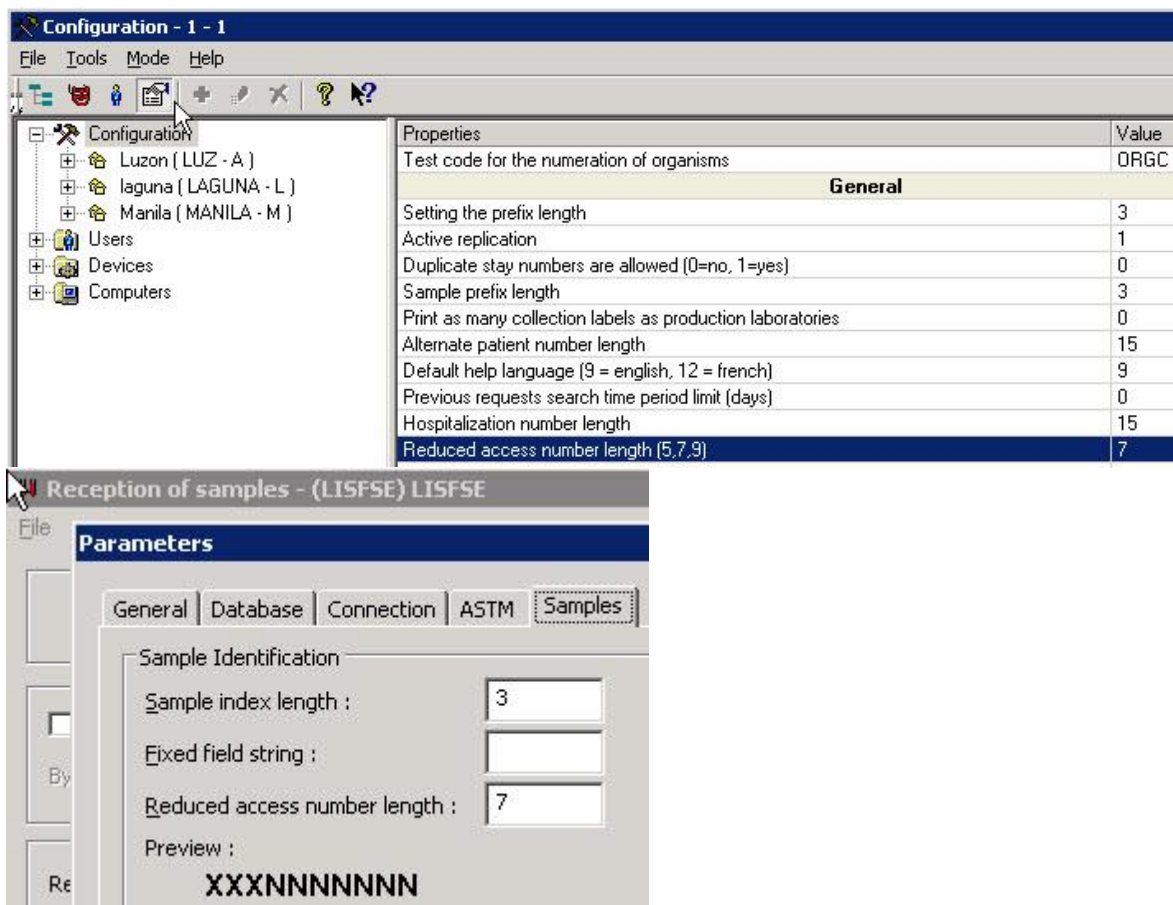 Configuration - 1 - 1
File Tools Mode Help
Configuration
Luzon ( LUZ - A )
laguna ( LAGUNA - L )
Manila ( MANILA - M )
Users
Devices
Computers
Properties Value
Test code for the numeration of organisms ORGC
General
Setting the prefix length 3
Active replication 1
Duplicate stay numbers are allowed (0=no, 1=yes) 0
Sample prefix length 3
Print as many collection labels as production laboratories 0
Alternate patient number length 15
Default help language (9 = english, 12 = french) 9
Previous requests search time period limit (days) 0
Hospitalization number length 15
Reduced access number length (5,7,9) 7
Reception of samples - (LISFSE) LISFSE
File
Parameters
General Database Connection ASTM Samples
Sample Identification
Sample index length : 3
Fixed field string :
Reduced access number length : 7
Preview :
XXXNNNNNNN
By
Re